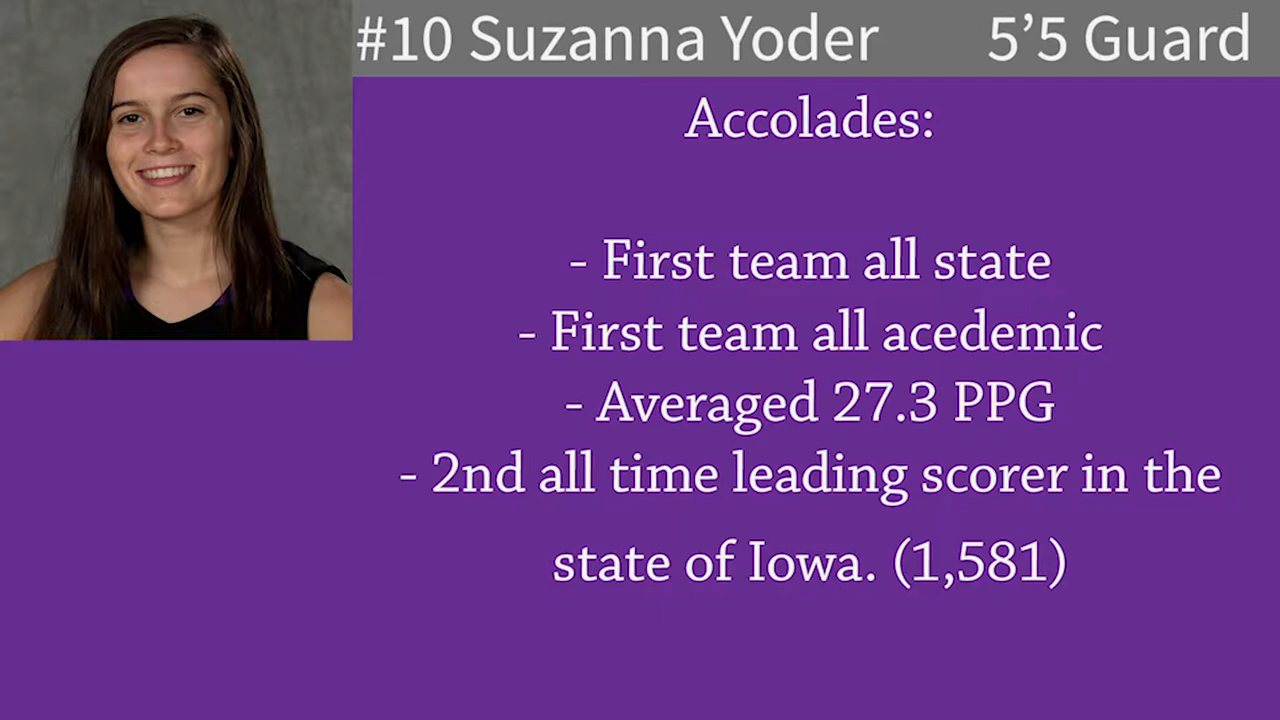 #10 Suzanna Yoder 5’5 Guard
Accolades:
- First team all state
- First team all acedemic
- Averaged 27.3 PPG
- 2nd all time leading scorer in the
state of Iowa. (1,581)